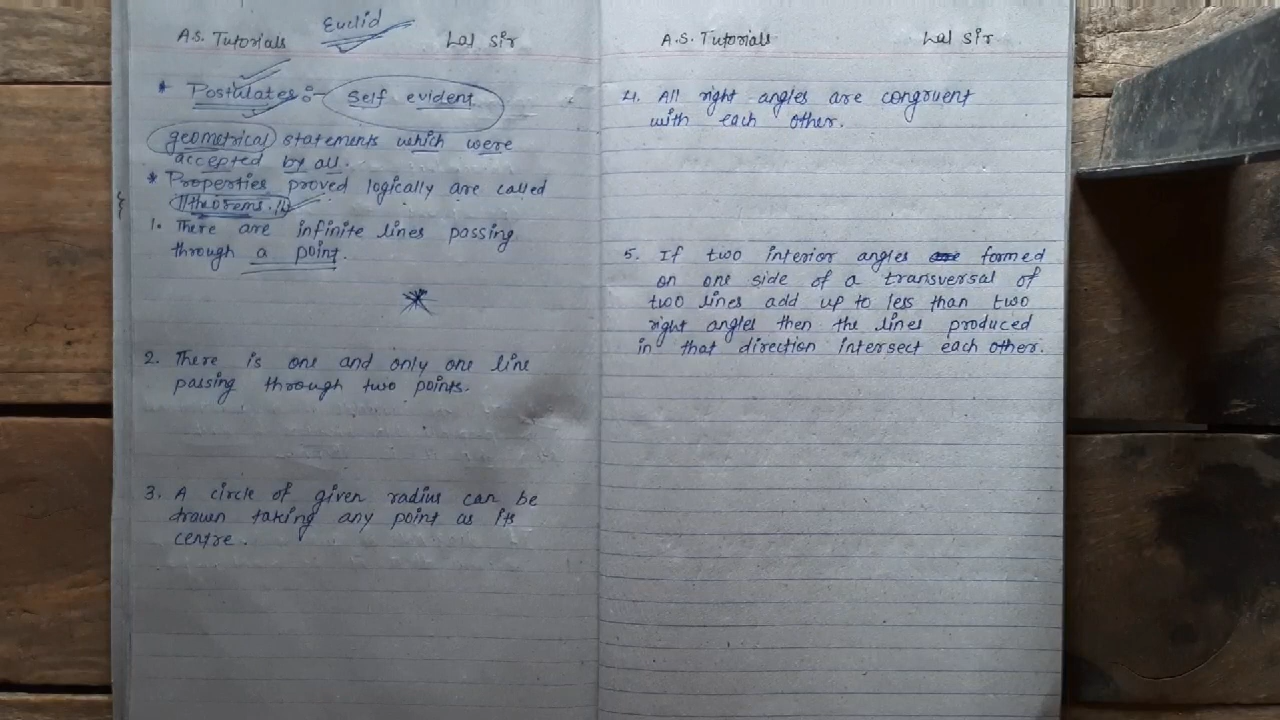 Euclid
A.S. Tutorials Lal Sir
* Postulates :- Self evident
geometrical statements which were
accepted by all.
* Properties proved logically are called
theorems.
1. There are infinite lines passing
through a point.
2. There is one and only one line
passing through two points.
3. A circle of given radius can be
drawn taking any point as its
centre.
A.S. Tutorials Lal Sir
4. All right angles are congruent
with each other.
5. If two interior angles formed
on one side of a transversal of
two lines add up to less than two
right angles then the lines produced
in that direction intersect each other.